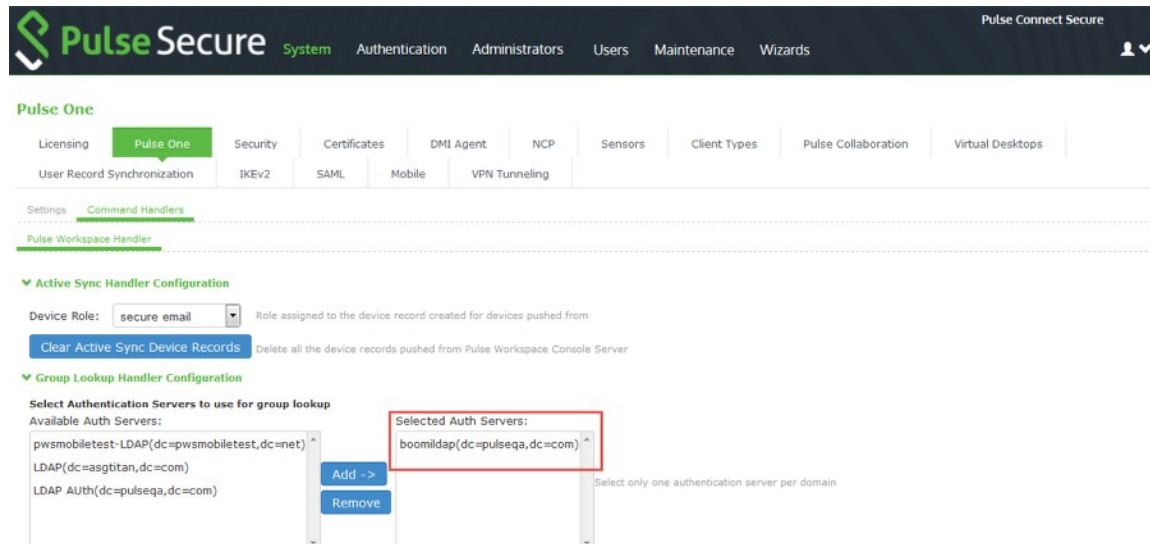 Pulse Connect Secure
Pulse Secure System Authentication Administrators Users Maintenance Wizards
Pulse One
Licensing Pulse One Security Certificates DMI Agent NCP Sensors Client Types Pulse Collaboration Virtual Desktops
User Record Synchronization IKEv2 SAML Mobile VPN Tunneling
Settings Command Handlers
Pulse Workspace Handler
Active Sync Handler Configuration
Device Role: secure email Role assigned to the device record created for devices pushed from
Clear Active Sync Device Records Delete all the device records pushed from Pulse Workspace Console Server
Group Lookup Handler Configuration
Select Authentication Servers to use for group lookup
Available Auth Servers: Selected Auth Servers:
pwsmobiletest-LDAP(dc=pwsmobiletest,dc=net) boomildap(dc=pulseqa,dc=com)
LDAP(dc=asgtitan,dc=com)
Add ->
LDAP AUth(dc=pulseqa,dc=com) Select only one authentication server per domain
Remove